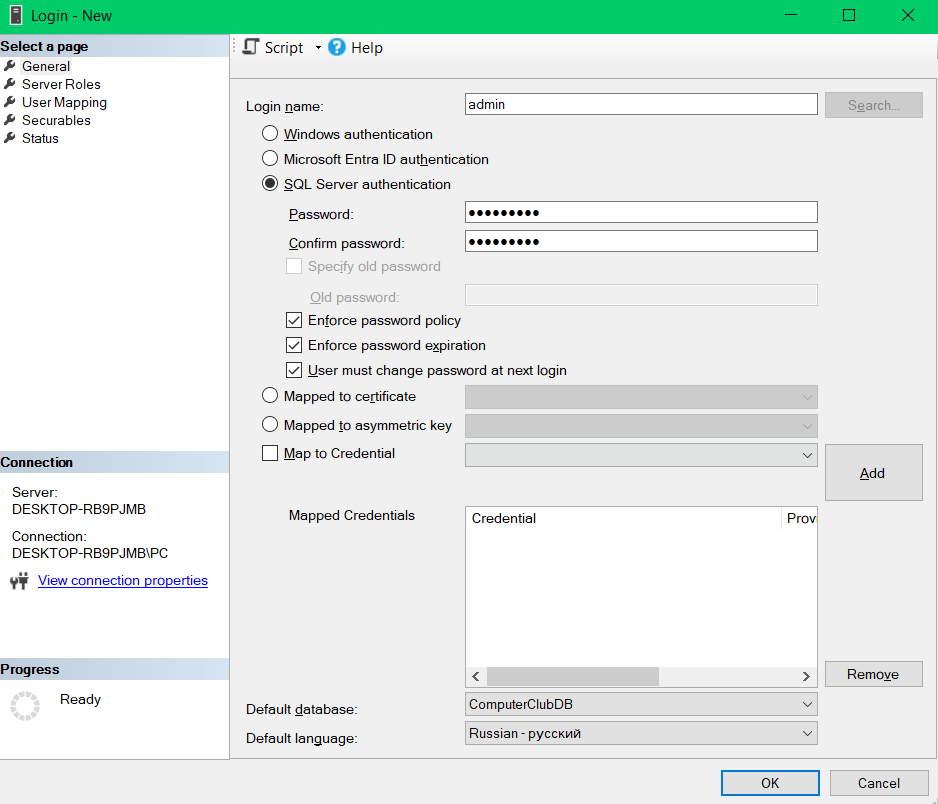 Login - New
Select a page
General
Server Roles
User Mapping
Securables
Status
Script
Help
Login name:
admin
Search...
Windows authentication
Microsoft Entra ID authentication
SQL Server authentication
Password:
●●●●●●●●●
Confirm password:
●●●●●●●●●
Specify old password
Old password:
Enforce password policy
Enforce password expiration
User must change password at next login
Mapped to certificate
Mapped to asymmetric key
Map to Credential
Add
Mapped Credentials
Credential
Provi
Remove
Default database:
ComputerClubDB
Default language:
Russian - русский
Connection
Server:
DESKTOP-RB9PJMB
Connection:
DESKTOP-RB9PJMB\PC
View connection properties
Progress
Ready
OK
Cancel